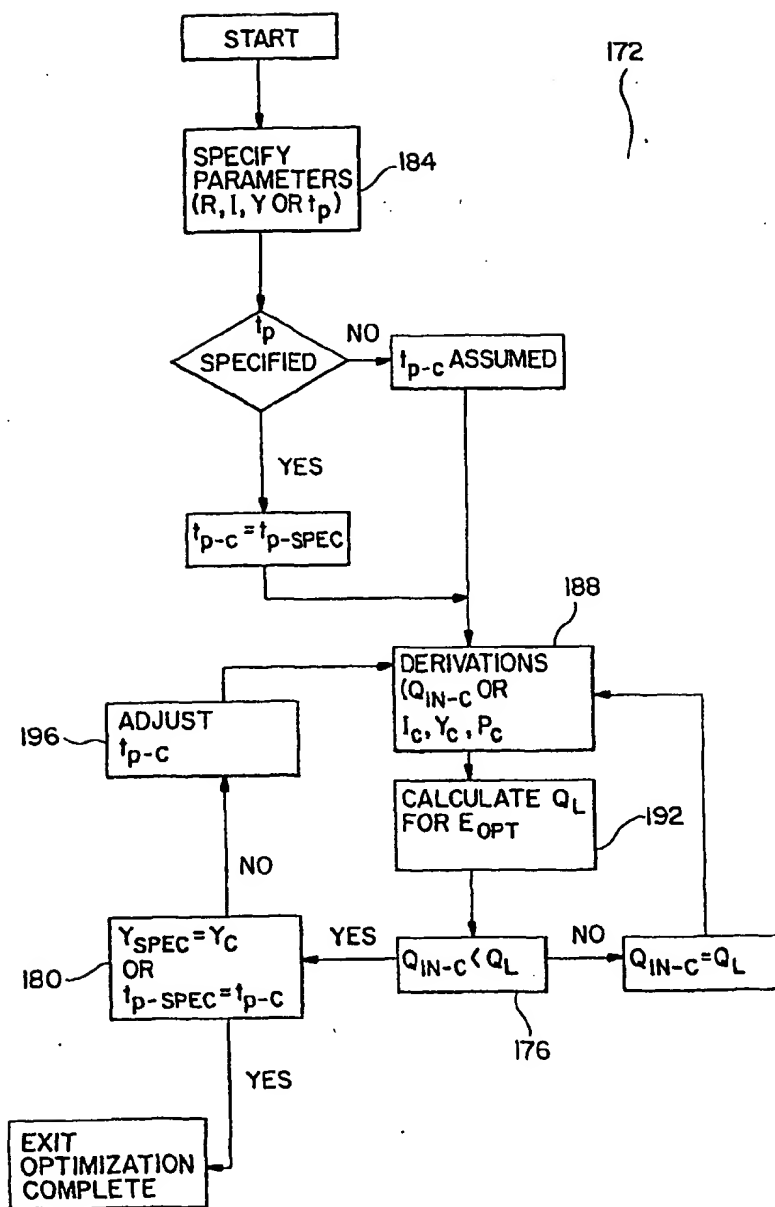 START
172
SPECIFY
PARAMETERS
(R, I, Y OR tp)
184
tp
SPECIFIED
NO
tp-c ASSUMED
YES
tp-c = tp-SPEC
188
DERIVATIONS
(QIN-C OR
IC, YC, PC
ADJUST
tp-c
196
CALCULATE QL
FOR EOPT
192
NO
YSPEC = YC
OR
tp-SPEC = tp-c
180
YES
QIN-C < QL
NO
QIN-C = QL
176
YES
EXIT
OPTIMIZATION
COMPLETE